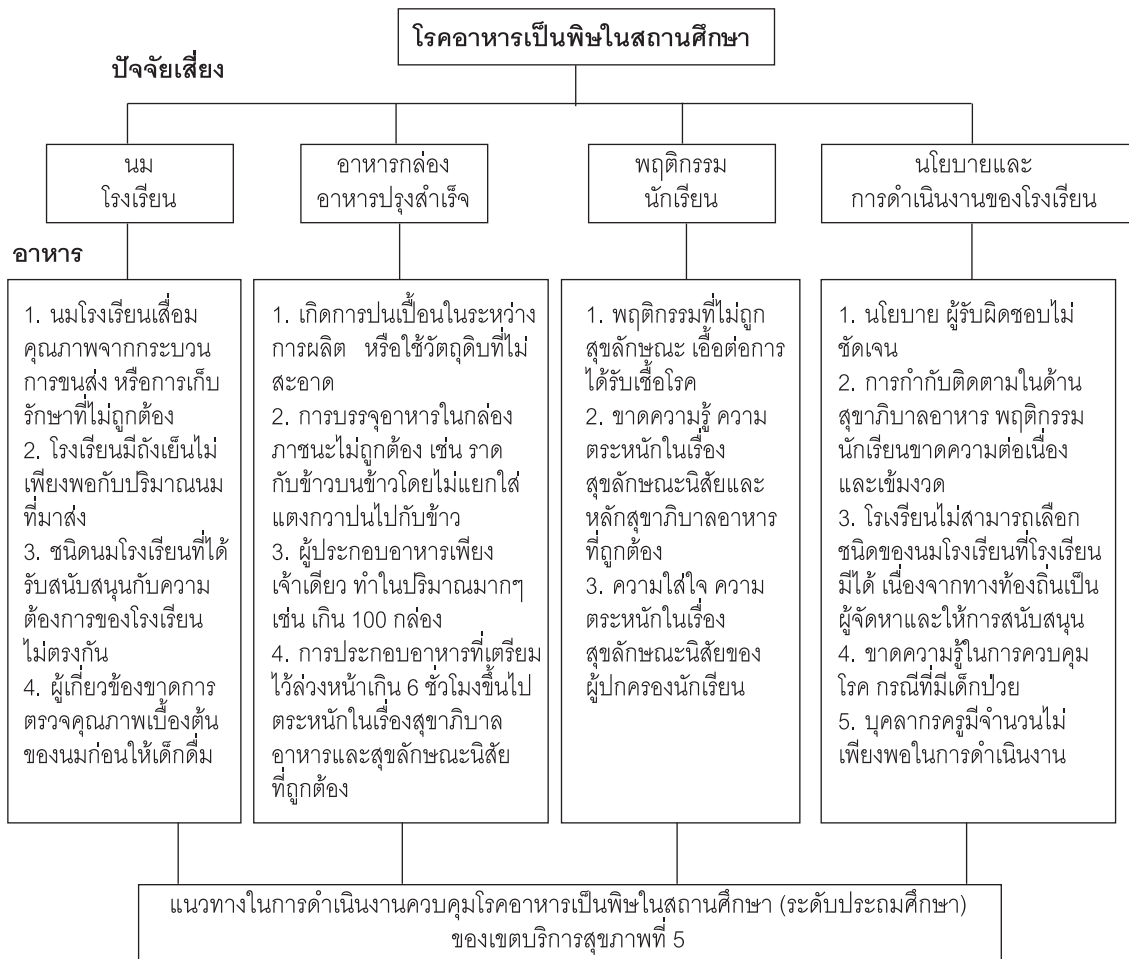 โรคอาหารเป็นพิษในสถานศึกษา
ปัจจัยเสี่ยง
นม
โรงเรียน
อาหารกล่อง
อาหารปรุงสำเร็จ
พฤติกรรม
นักเรียน
นโยบายและ
การดำเนินงานของโรงเรียน
อาหาร
1. นมโรงเรียนเสื่อม
คุณภาพจากกระบวน
การขนส่ง หรือการเก็บ
รักษาที่ไม่ถูกต้อง
2. โรงเรียนมีถังเย็นไม่
เพียงพอกับปริมาณนม
ที่มาส่ง
3. ชนิดนมโรงเรียนที่ได้
รับสนับสนุนกับความ
ต้องการของโรงเรียน
ไม่ตรงกัน
4. ผู้เกี่ยวข้องขาดการ
ตรวจคุณภาพเบื้องต้น
ของนมก่อนให้เด็กดื่ม
1. เกิดการปนเปื้อนในระหว่าง
การผลิต หรือใช้วัตถุดิบที่ไม่
สะอาด
2. การบรรจุอาหารในกล่อง
ภาชนะไม่ถูกต้อง เช่น ราด
กับข้าวบนข้าวโดยไม่แยกใส่
แตงกวาปนไปกับข้าว
3. ผู้ประกอบอาหารเพียง
เจ้าเดียว ทำในปริมาณมากๆ
เช่น เกิน 100 กล่อง
4. การประกอบอาหารที่เตรียม
ไว้ล่วงหน้าเกิน 6 ชั่วโมงขึ้นไป
ตระหนักในเรื่องสุขาภิบาล
อาหารและสุขลักษณะนิสัย
ที่ถูกต้อง
1. พฤติกรรมที่ไม่ถูก
สุขลักษณะ เอื้อต่อการ
ได้รับเชื้อโรค
2. ขาดความรู้ ความ
ตระหนักในเรื่อง
สุขลักษณะนิสัยและ
หลักสุขาภิบาลอาหาร
ที่ถูกต้อง
3. ความใส่ใจ ความ
ตระหนักในเรื่อง
สุขลักษณะนิสัยของ
ผู้ปกครองนักเรียน
1. นโยบาย ผู้รับผิดชอบไม่
ชัดเจน
2. การกำกับติดตามในด้าน
สุขาภิบาลอาหาร พฤติกรรม
นักเรียนขาดความต่อเนื่อง
และเข้มงวด
3. โรเงรียนไม่สามารถเลือก
ชนิดของนมโรงเรียนที่โรงเรียน
มีได้ เนื่องจากทางท้องถิ่นเป็น
ผู้จัดหาและให้การสนับสนุน
4. ขาดความรู้ในการควบคุม
โรค กรณีที่มีเด็กป่วย
5. บุคลากรครูมีจำนวนไม่
เพียงพอในการดำเนินงาน
แนวทางในการดำเนินงานควบคุมโรคอาหารเป็นพิษในสถานศึกษา (ระดับประถมศึกษา)
ของเขตบริการสุขภาพที่ 5